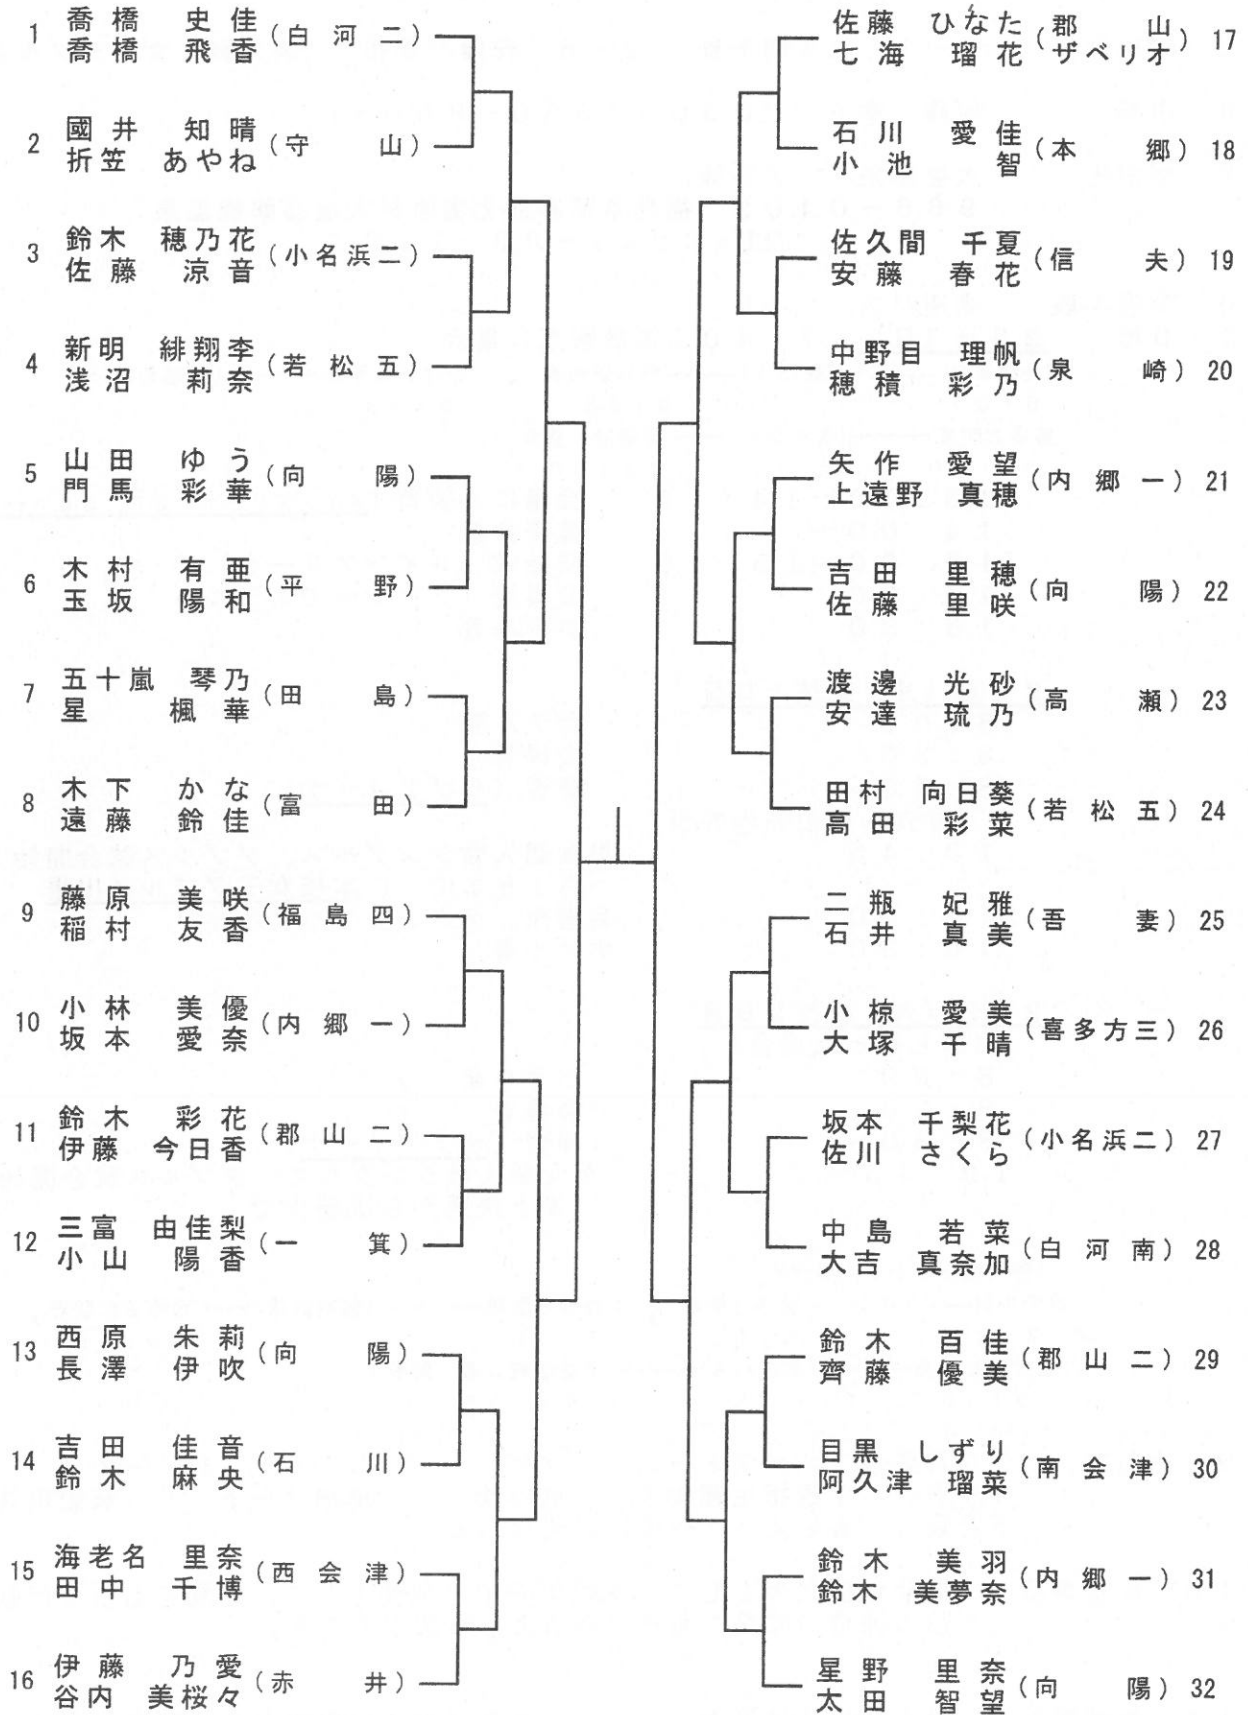 1 喬橋 史佳 (白河二)
喬橋 飛香
2 國井 知晴 (守山)
折笠 あやね
3 鈴木 穂乃花 (小名浜二)
佐藤 涼音
4 新明 緋翔李 (若松五)
浅沼 莉奈
5 山田 ゆう (向陽)
門馬 彩華
6 木村 有亜 (平野)
玉坂 陽和
7 五十嵐 琴乃 (田島)
星 楓華
8 木下 かな (富田)
遠藤 鈴佳
9 藤原 美咲 (福島四)
稲村 友香
10 小林 美優 (内郷一)
坂本 愛奈
11 鈴木 彩花 (郡山二)
伊藤 今日香
12 三富 由佳梨 (一箕)
小山 陽香
13 西原 朱莉 (向陽)
長澤 伊吹
14 吉田 佳音 (石川)
鈴木 麻央
15 海老名 里奈 (西会津)
田中 千博
16 伊藤 乃愛 (赤井)
谷内 美桜々
佐藤 ひなた (郡山 ザベリオ) 17
七海 瑠花
石川 愛佳 (本郷) 18
小池 智
佐久間 千夏 (信夫) 19
安藤 春花
中野目 理帆 (泉崎) 20
穂積 彩乃
矢作 愛望 (内郷一) 21
上遠野 真穂
吉田 里穂 (向陽) 22
佐藤 里咲
渡邊 光砂 (高瀬) 23
安達 琉乃
田村 向日葵 (若松五) 24
高田 彩菜
二瓶 妃雅 (吾妻) 25
石井 真美
小椋 愛美 (喜多方三) 26
大塚 千晴
坂本 千梨花 (小名浜二) 27
佐川 さくら
中島 若菜 (白河南) 28
大吉 真奈加
鈴木 百佳 (郡山二) 29
齊藤 優美
目黒 しずり (南会津) 30
阿久津 瑠菜
鈴木 美羽 (内郷一) 31
鈴木 美夢奈
星野 里奈 (向陽) 32
太田 智望